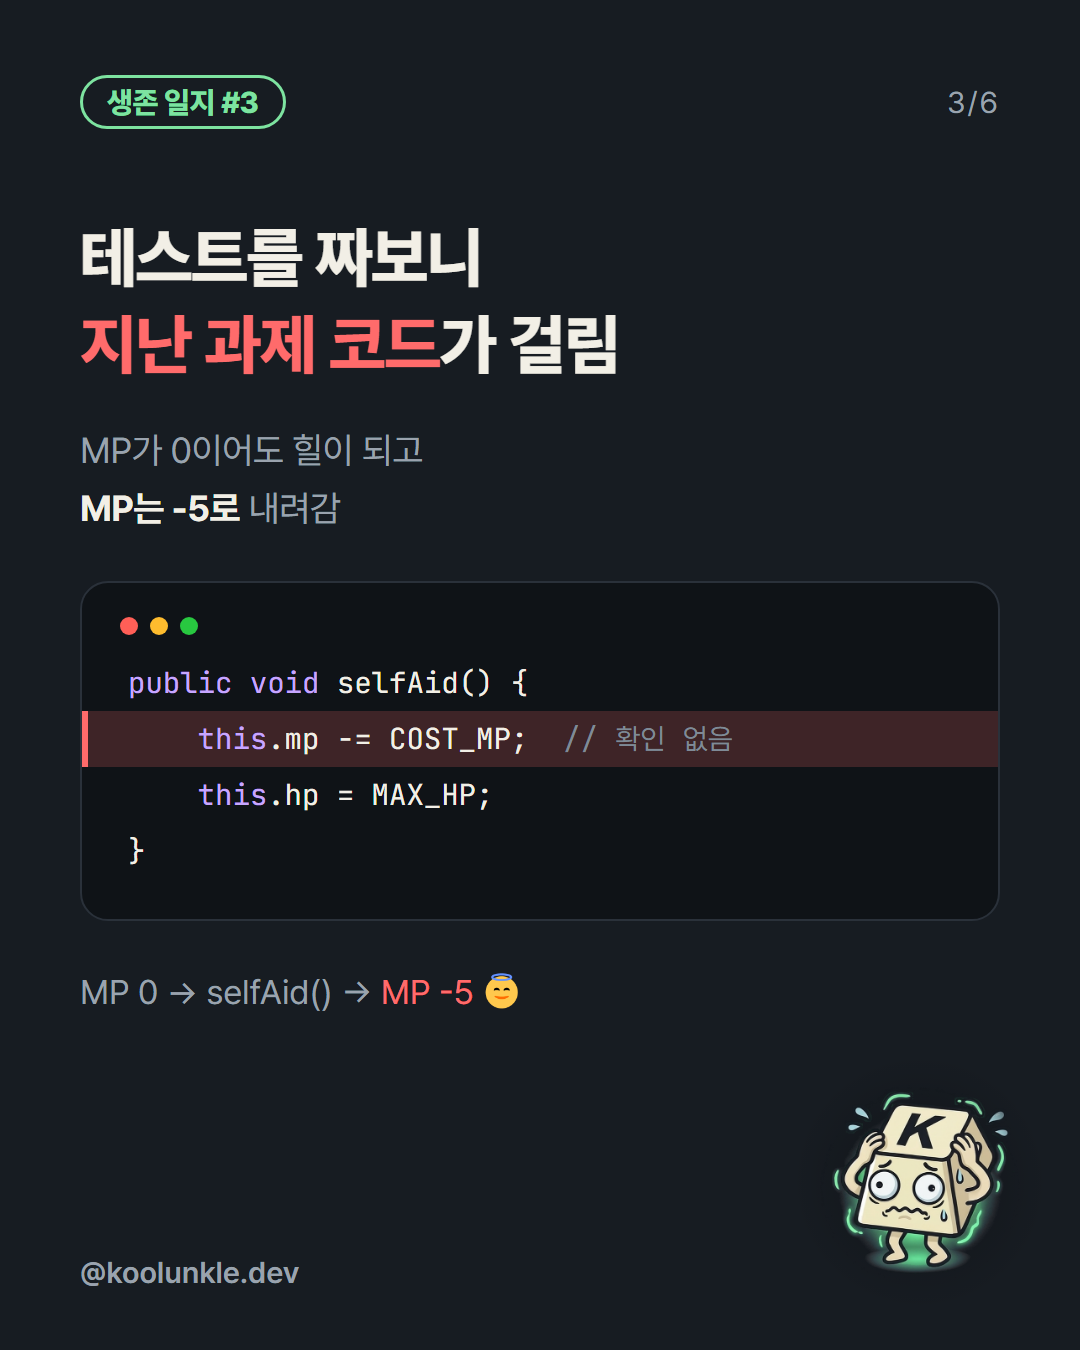 생존 일지 #3
3/6
테스트를 짜보니
지난 과제 코드가 걸림
MP가 0이어도 힐이 되고
MP는 -5로 내려감
public void selfAid() {
    this.mp -= COST_MP;  // 확인 없음
    this.hp = MAX_HP;
}
MP 0 → selfAid() → MP -5 😇
K
@koolunkle.dev